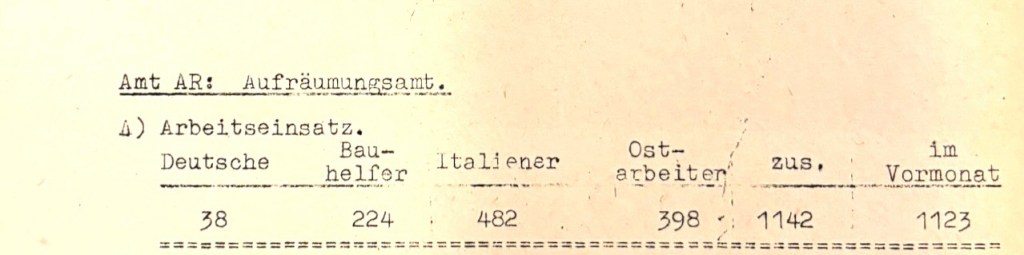 Amt AR: Aufräumungsamt.
A) Arbeitseinsatz.
Deutsche Bau- helfer Italiener Ost- arbeiter zus. im Vormonat
38 224 482 398 1142 1123